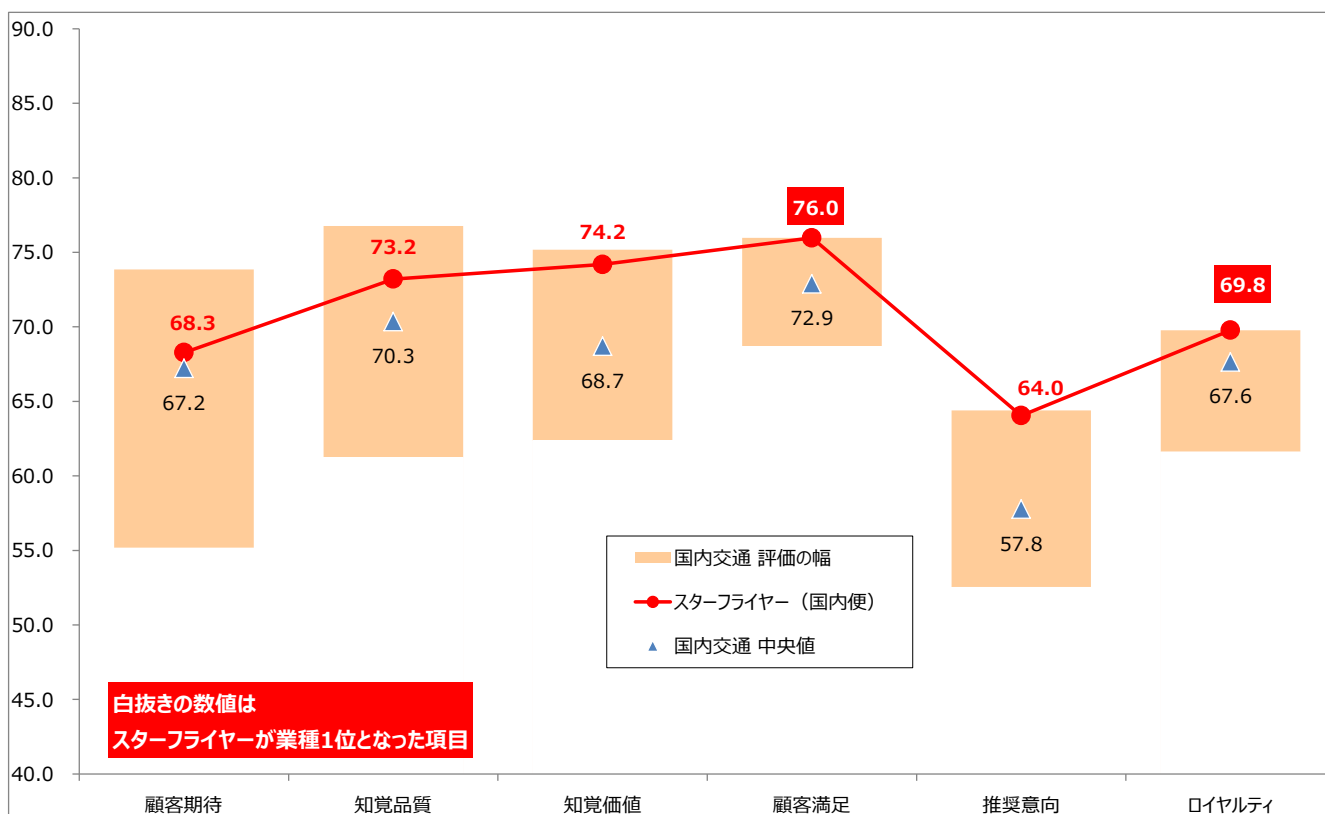 90.0
85.0
80.0
75.0
70.0
65.0
60.0
55.0
50.0
45.0
40.0
68.3
73.2
74.2
76.0
64.0
69.8
67.2
70.3
68.7
72.9
57.8
67.6
国内交通 評価の幅
スターフライヤー（国内便）
国内交通 中央値
白抜きの数値は
スターフライヤーが業種1位となった項目
顧客期待
知覚品質
知覚価値
顧客満足
推奨意向
ロイヤルティ